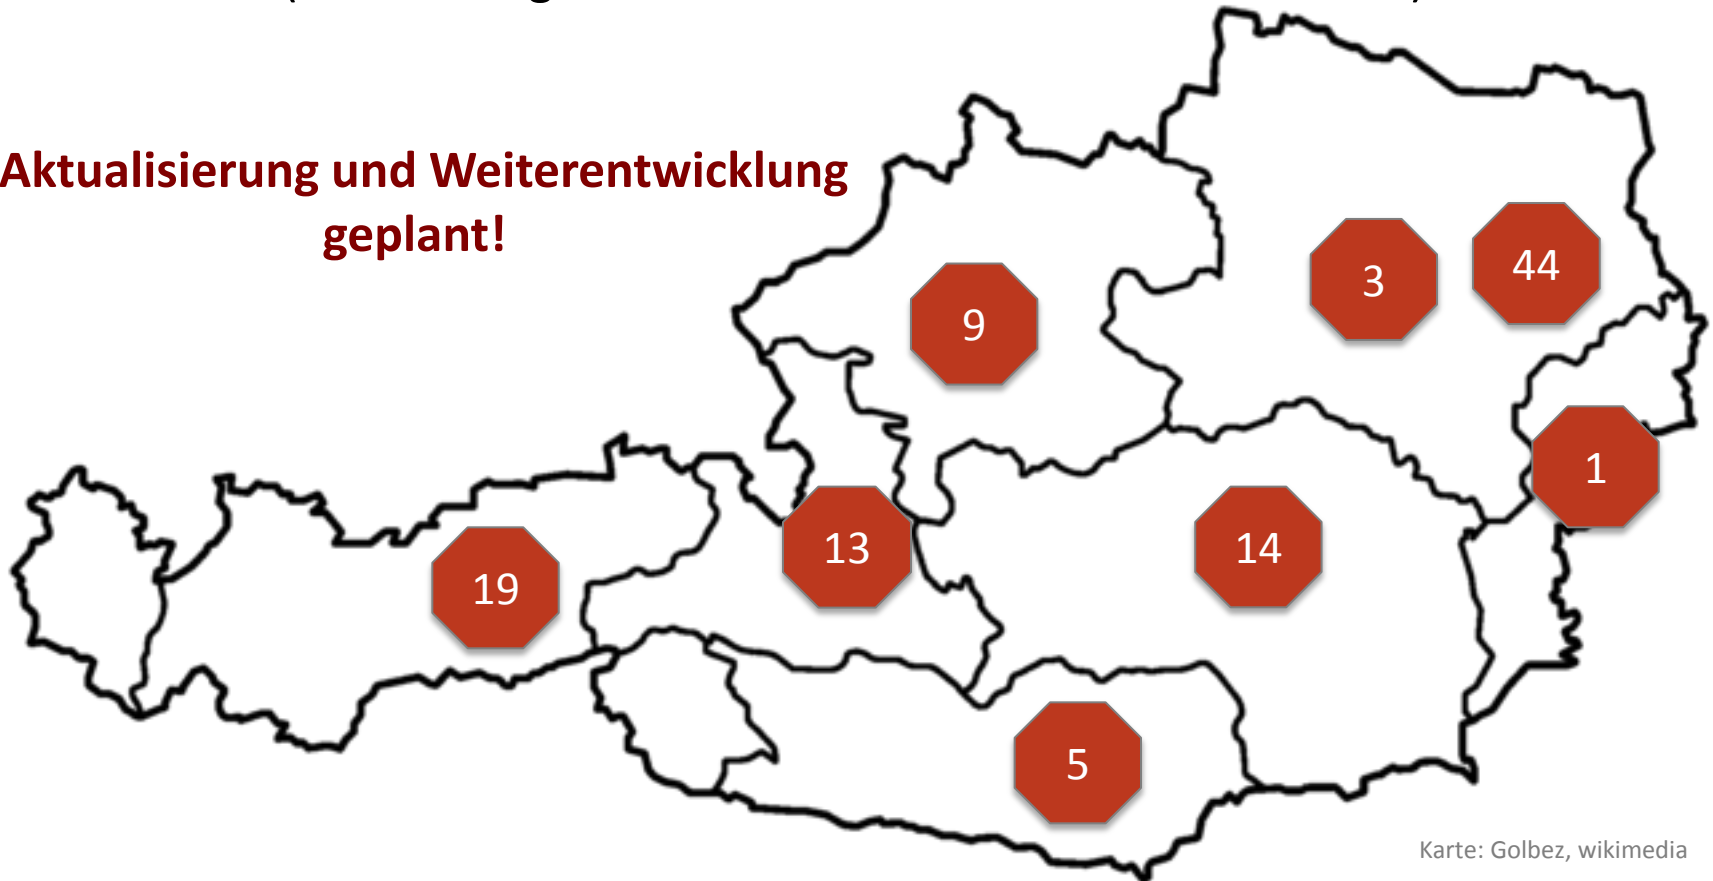 Aktualisierung und Weiterentwicklung
geplant!
44
3
9
1
13
14
19
5
Karte: Golbez, wikimedia